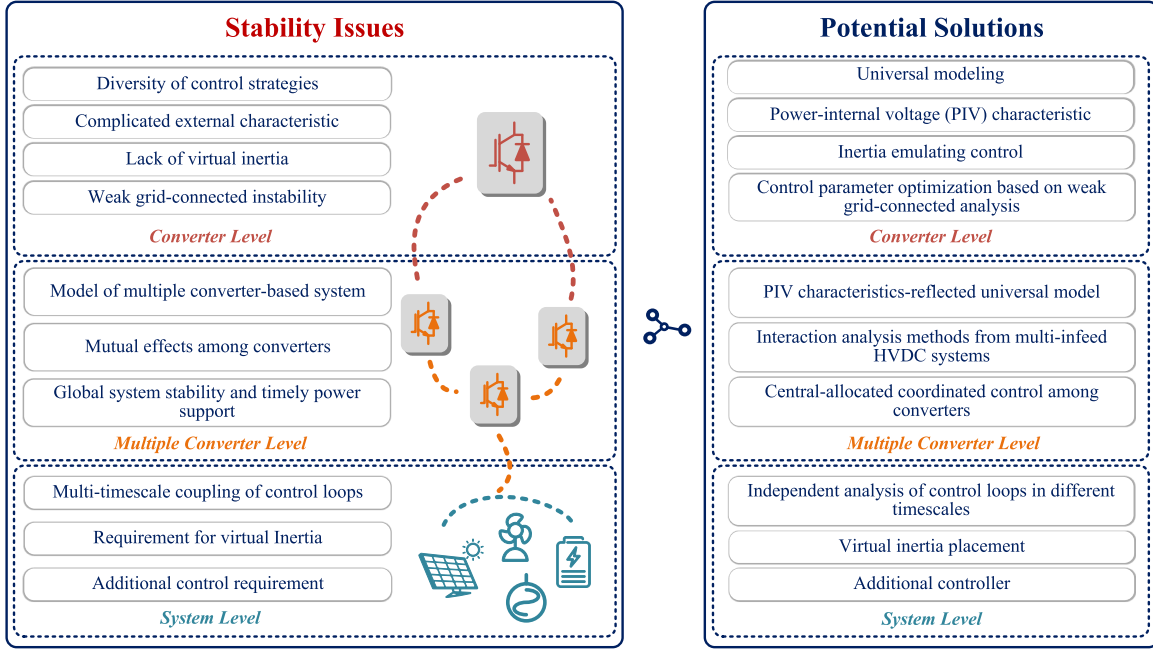 Stability Issues
Diversity of control strategies
Complicated external characteristic
Lack of virtual inertia
Weak grid-connected instability
Converter Level
Model of multiple converter-based system
Mutual effects among converters
Global system stability and timely power
support
Multiple Converter Level
Multi-timescale coupling of control loops
Requirement for virtual Inertia
Additional control requirement
System Level
Potential Solutions
Universal modeling
Power-internal voltage (PIV) characteristic
Inertia emulating control
Control parameter optimization based on weak
grid-connected analysis
Converter Level
PIV characteristics-reflected universal model
Interaction analysis methods from multi-infeed
HVDC systems
Central-allocated coordinated control among
converters
Multiple Converter Level
Independent analysis of control loops in different
timescales
Virtual inertia placement
Additional controller
System Level